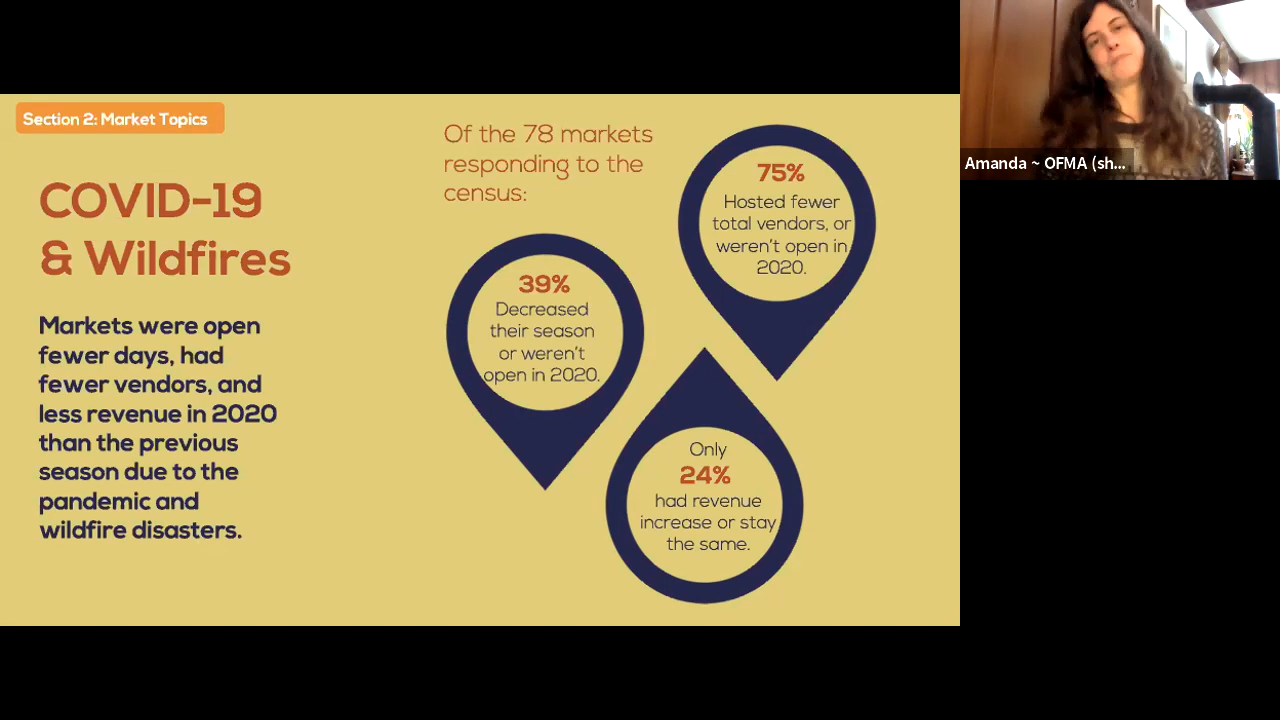 Section 2: Market Topics
COVID-19
& Wildfires
Markets were open
fewer days, had
fewer vendors, and
less revenue in 2020
than the previous
season due to the
pandemic and
wildfire disasters.
Of the 78 markets
responding to the
census:
39%
Decreased
their season
or weren't
open in 2020.
75%
Hosted fewer
total vendors, or
weren't open in
2020.
Only
24%
had revenue
increase or stay
the same.
Amanda ~ OFMA (sh...